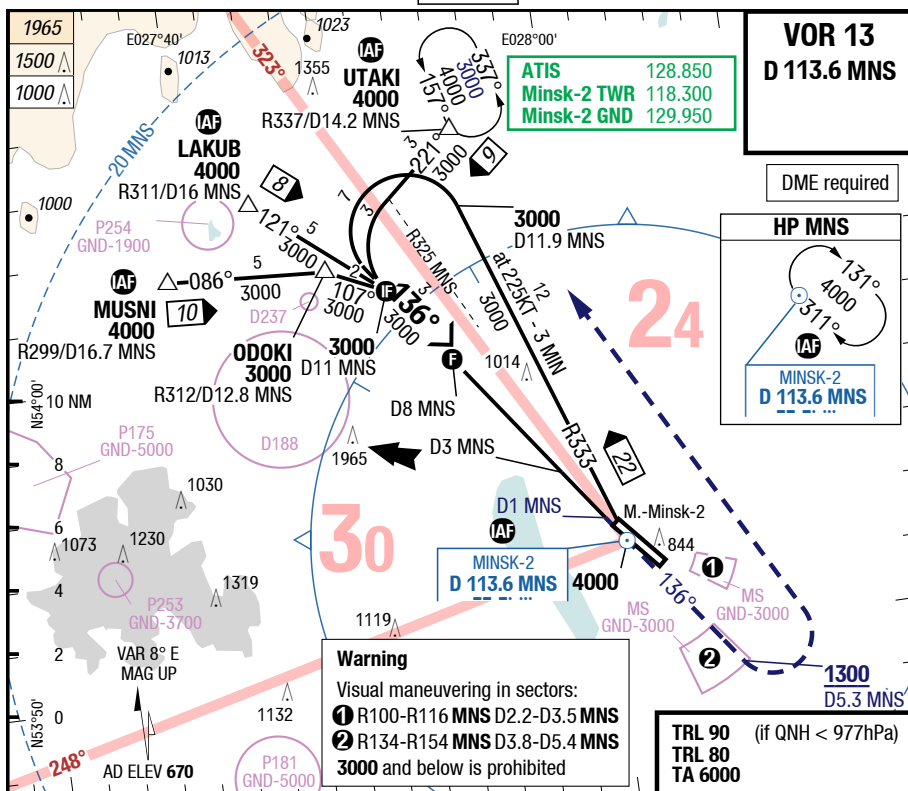 1965
1500
1000
E027°40'
1013
1023
E028°00'
323°
1355
IAF
UTAKI
4000
R337/D14.2 MNS
337°
3000
4000
157°
ATIS 128.850
Minsk-2 TWR 118.300
Minsk-2 GND 129.950
VOR 13
D 113.6 MNS
DME required
20 MNS
IAF
LAKUB
4000
R311/D16 MNS
3
221°
3000
9
8
1000
P254
GND-1900
121°
5
3000
7
3
R325 MNS
3
3000
D11.9 MNS
HP MNS
131°
4000
311°
IAF
MINSK-2
D 113.6 MNS
086°
5
3000
10
IAF
MUSNI
4000
R299/D16.7 MNS
D237
2
107°
3000
IF
136°
3000
3000
at 225KT - 3 MIN
12
24
ODOKI
3000
R312/D12.8 MNS
3000
D11 MNS
F
1014
N54°00'
10 NM
D8 MNS
P175
GND-5000
D188
1965
D3 MNS
R333
22
8
6
4
2
0
1030
1073
1230
1319
P253
GND-3700
30
D1 MNS
M.-Minsk-2
IAF
MINSK-2
D 113.6 MNS
4000
844
1
MS
GND-3000
136°
MS
GND-3000
2
1119
VAR 8° E
MAG UP
1132
N53°50'
248°
AD ELEV 670
P181
GND-5000
Warning
Visual maneuvering in sectors:
1 R100-R116 MNS D2.2-D3.5 MNS
2 R134-R154 MNS D3.8-D5.4 MNS
3000 and below is prohibited
1300
D5.3 MNS
TRL 90 (if QNH < 977hPa)
TRL 80
TA 6000